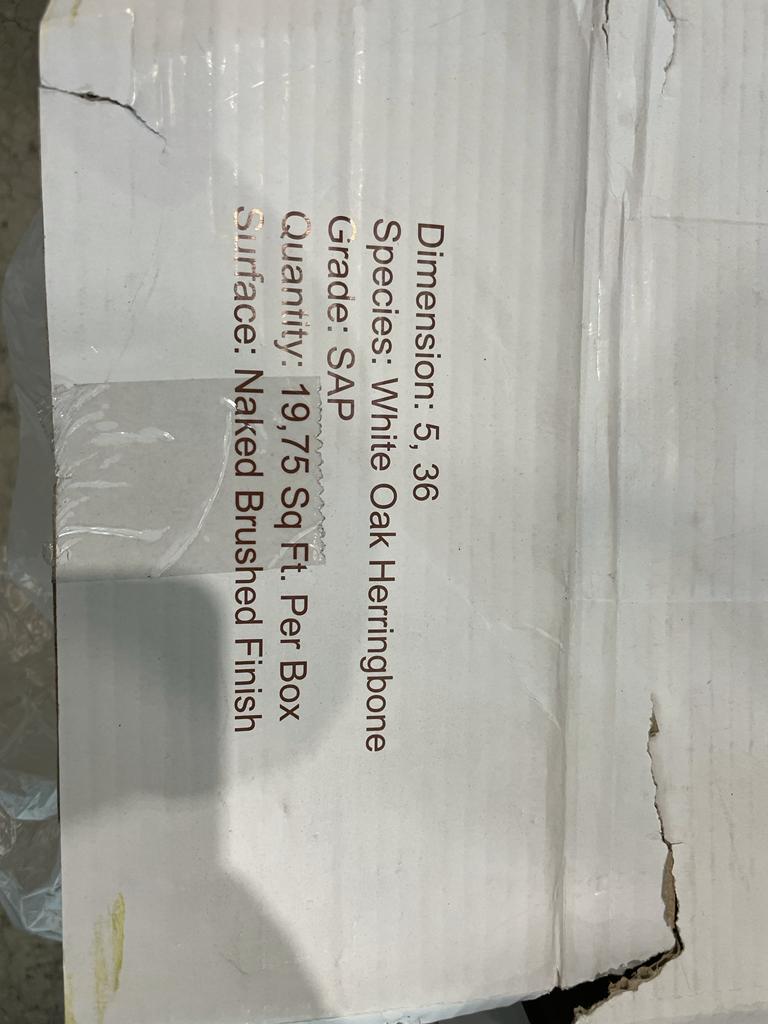 Dimension: 5, 36
Species: White Oak Herringbone
Grade: SAP
Quantity: 19,75 Sq Ft. Per Box
Surface: Naked Brushed Finish